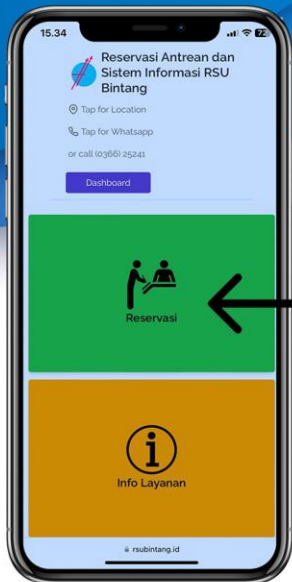 15.34
72
Reservasi Antrean dan
Sistem Informasi RSU
Bintang
Tap for Location
Tap for Whatsapp
or call (0366) 25241
Dashboard
Reservasi
Info Layanan
rsubintang.id